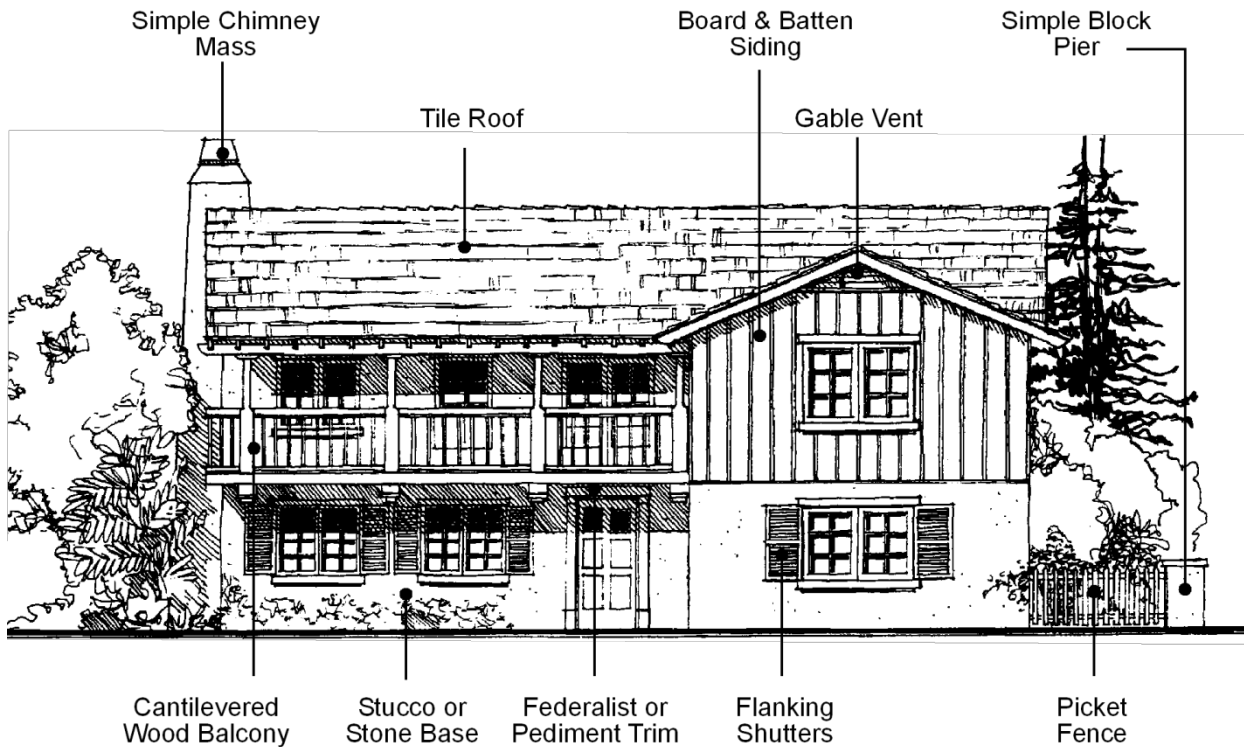 Simple Chimney
Mass
Board & Batten
Siding
Simple Block
Pier
Tile Roof
Gable Vent
Cantilevered
Wood Balcony
Stucco or
Stone Base
Federalist or
Pediment Trim
Flanking
Shutters
Picket
Fence